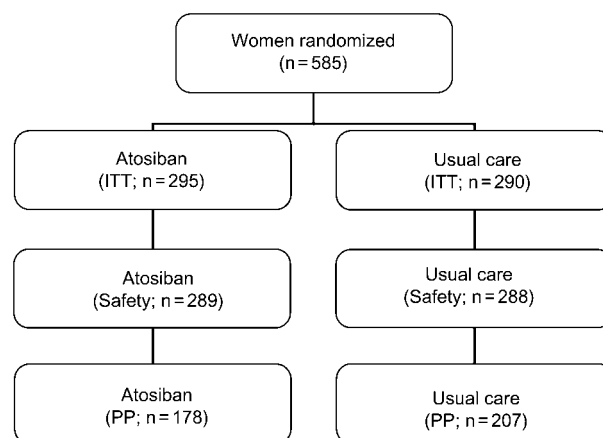 Women randomized
(n = 585)
Atosiban
(ITT; n = 295)
Usual care
(ITT; n = 290)
Atosiban
(Safety; n = 289)
Usual care
(Safety; n = 288)
Atosiban
(PP; n = 178)
Usual care
(PP; n = 207)